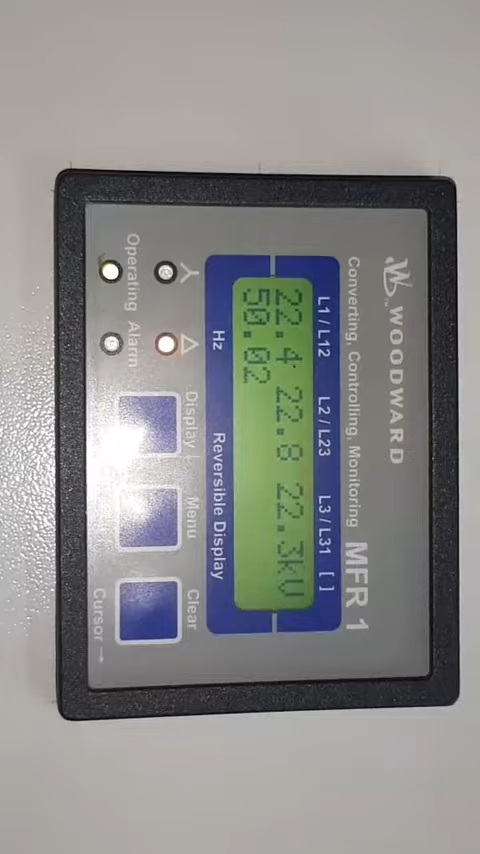 WOODWARD
Converting, Controlling, Monitoring MFR 1
L1 / L12 L2 / L23 L3 / L31 [ ]
22.4 22.8 22.3kV
50.02
Hz Reversible Display
Display Menu Clear
Operating Alarm
Cursor →